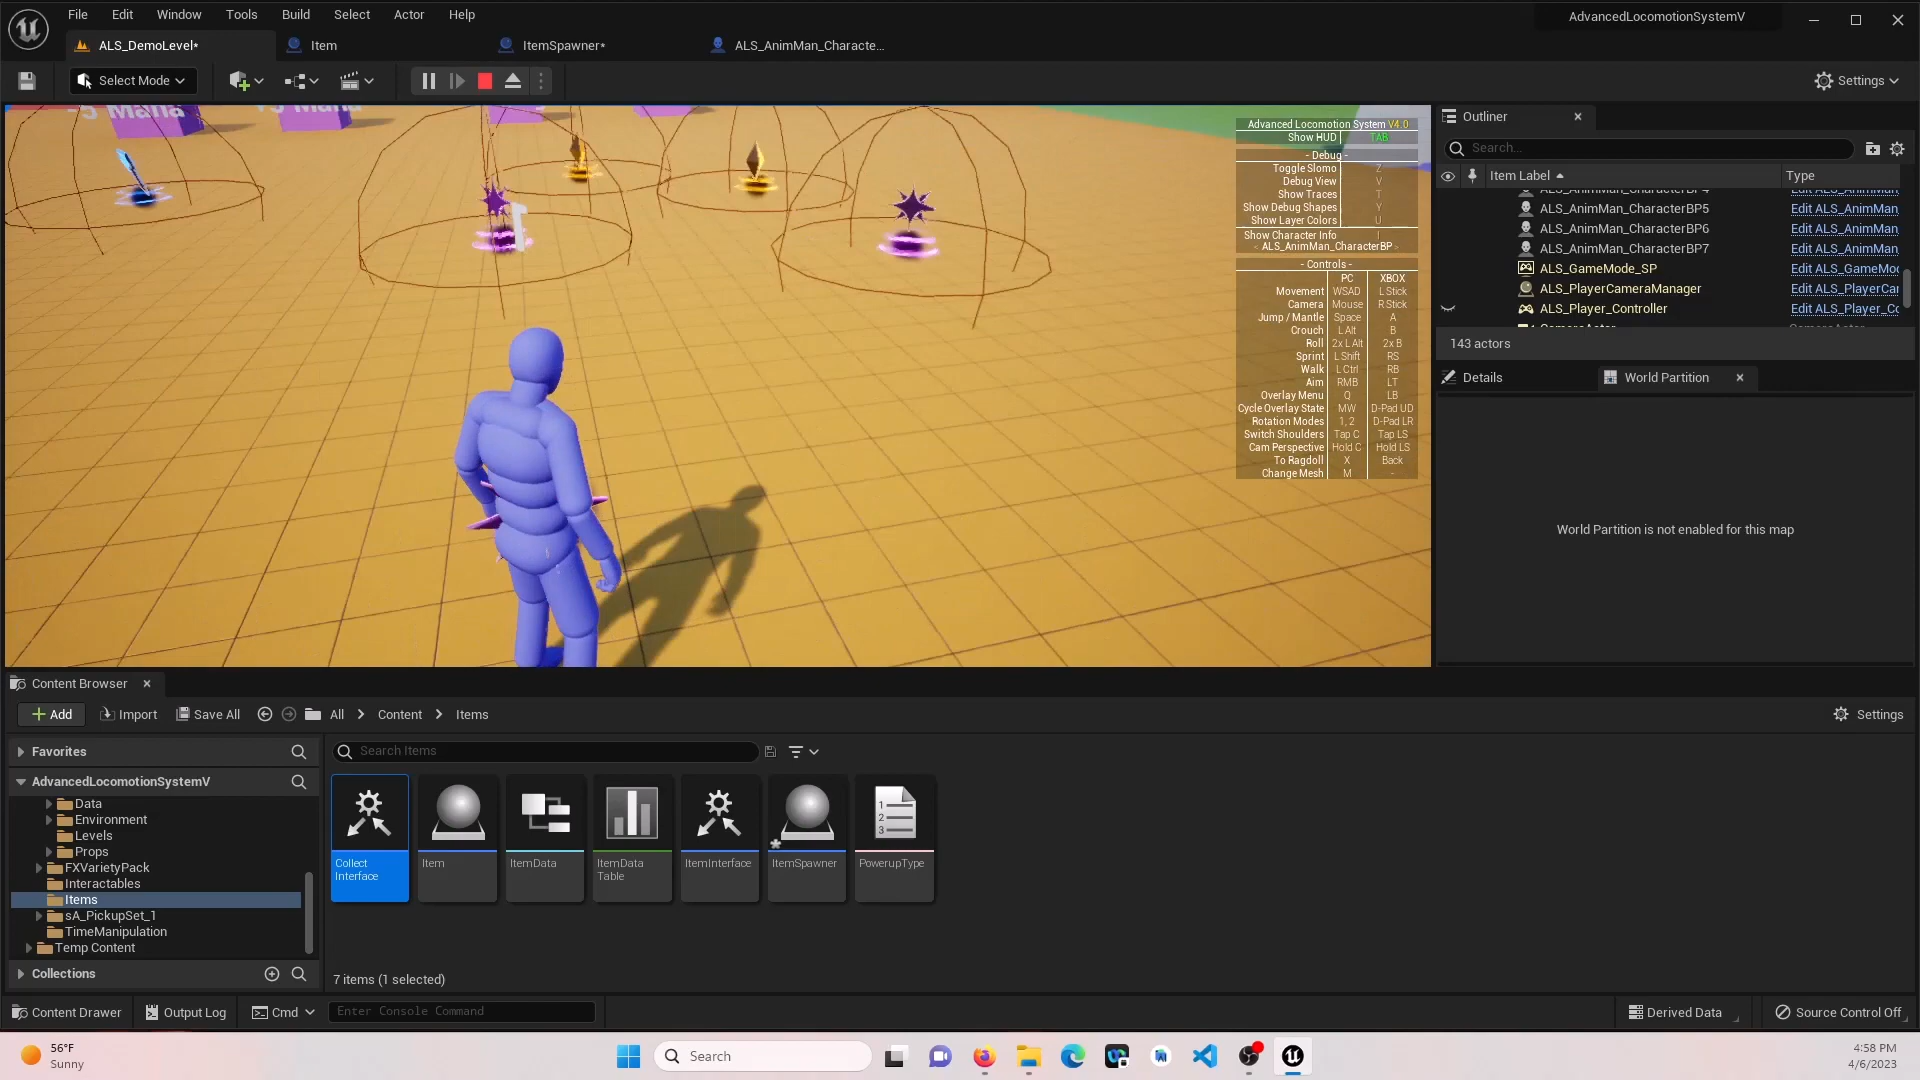 File Edit Window Tools Build Select Actor Help
AdvancedLocomotionSystemV
ALS_DemoLevel*
Item
ItemSpawner*
ALS_AnimMan_Characte...
Select Mode
Settings
Advanced Locomotion System V4.0
Show HUD TAB
- Debug -
Toggle Slomo Z
Debug View V
Show Traces T
Show Debug Shapes Y
Show Layer Colors U
Show Character Info I
< ALS_AnimMan_CharacterBP >
- Controls -
PC XBOX
Movement WSAD L Stick
Camera Mouse R Stick
Jump / Mantle Space A
Crouch L Alt B
Roll 2x L Alt 2x B
Sprint L Shift RS
Walk L Ctrl RB
Aim RMB LT
Overlay Menu Q LB
Cycle Overlay State MW D-Pad UD
Rotation Modes 1, 2 D-Pad LR
Switch Shoulders Tap C Tap LS
Cam Perspective Hold C Hold LS
To Ragdoll X Back
Change Mesh M -
Outliner
Search...
Item Label Type
ALS_AnimMan_CharacterBP5 Edit ALS_AnimMan
ALS_AnimMan_CharacterBP6 Edit ALS_AnimMan
ALS_AnimMan_CharacterBP7 Edit ALS_AnimMan
ALS_GameMode_SP Edit ALS_GameMo
ALS_PlayerCameraManager Edit ALS_PlayerCar
ALS_Player_Controller Edit ALS_Player_Co
143 actors
Details
World Partition
World Partition is not enabled for this map
Content Browser
Add Import Save All All Content Items
Settings
Favorites
Search Items
AdvancedLocomotionSystemV
Data
Environment
Levels
Props
FXVarietyPack
Interactables
Items
sA_PickupSet_1
TimeManipulation
Temp Content
Collections
Collect Interface
Item
ItemData
ItemData Table
ItemInterface
ItemSpawner
PowerupType
7 items (1 selected)
Content Drawer Output Log Cmd Enter Console Command
Derived Data Source Control Off
56°F
Sunny
Search
4:58 PM
4/6/2023